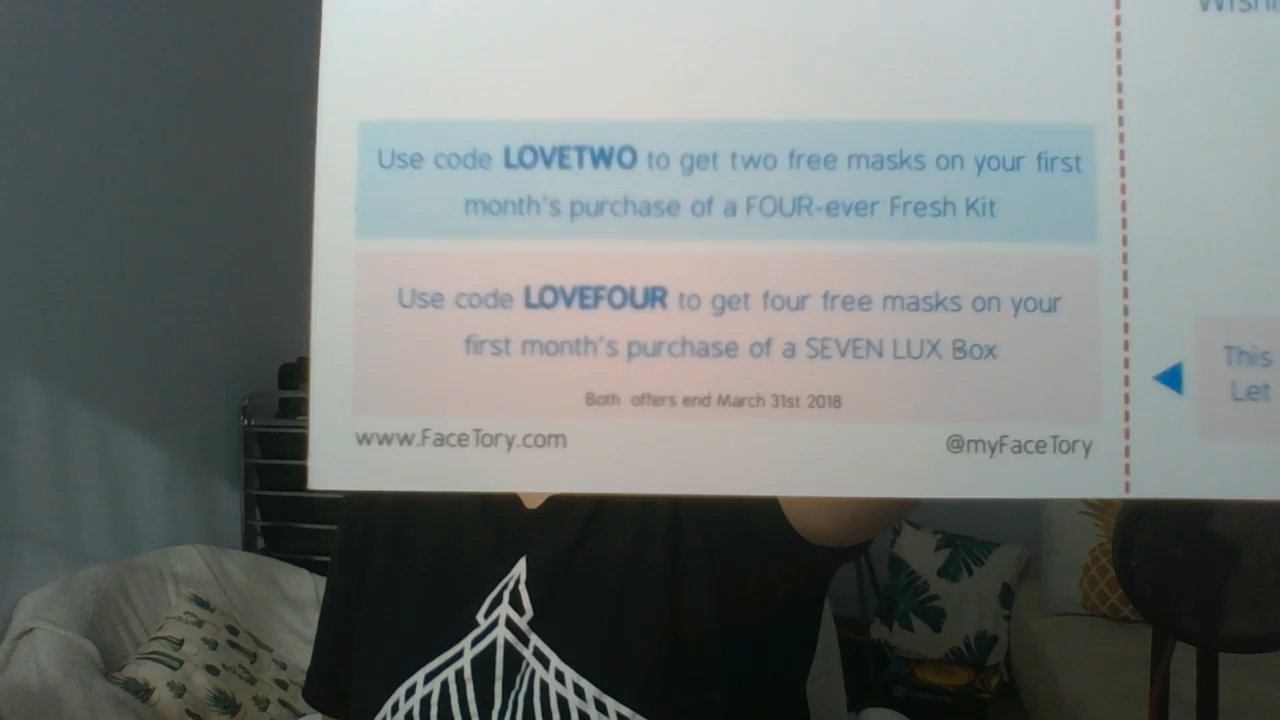 Use code LOVETWO to get two free masks on your first
month's purchase of a FOUR-ever Fresh Kit
Use code LOVEFOUR to get four free masks on your
first month's purchase of a SEVEN LUX Box
Both offers end March 31st 2018
www.FaceTory.com
@myFaceTory
This
Let